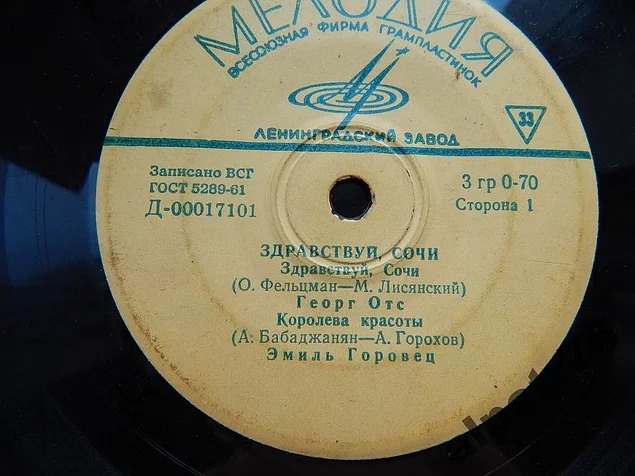 МЕЛОДИЯ
ВСЕСОЮЗНАЯ ФИРМА ГРАМПЛАСТИНОК
33
ЛЕНИНГРАДСКИЙ ЗАВОД
Записано ВСГ
ГОСТ 5289-61
Д-00017101
3 гр 0-70
Сторона 1
ЗДРАВСТВУЙ, СОЧИ
Здравствуй, Сочи
(О. Фельцман—М. Лисянский)
Георг Отс
Королева красоты
(А. Бабаджанян—А. Горохов)
Эмиль Горовец